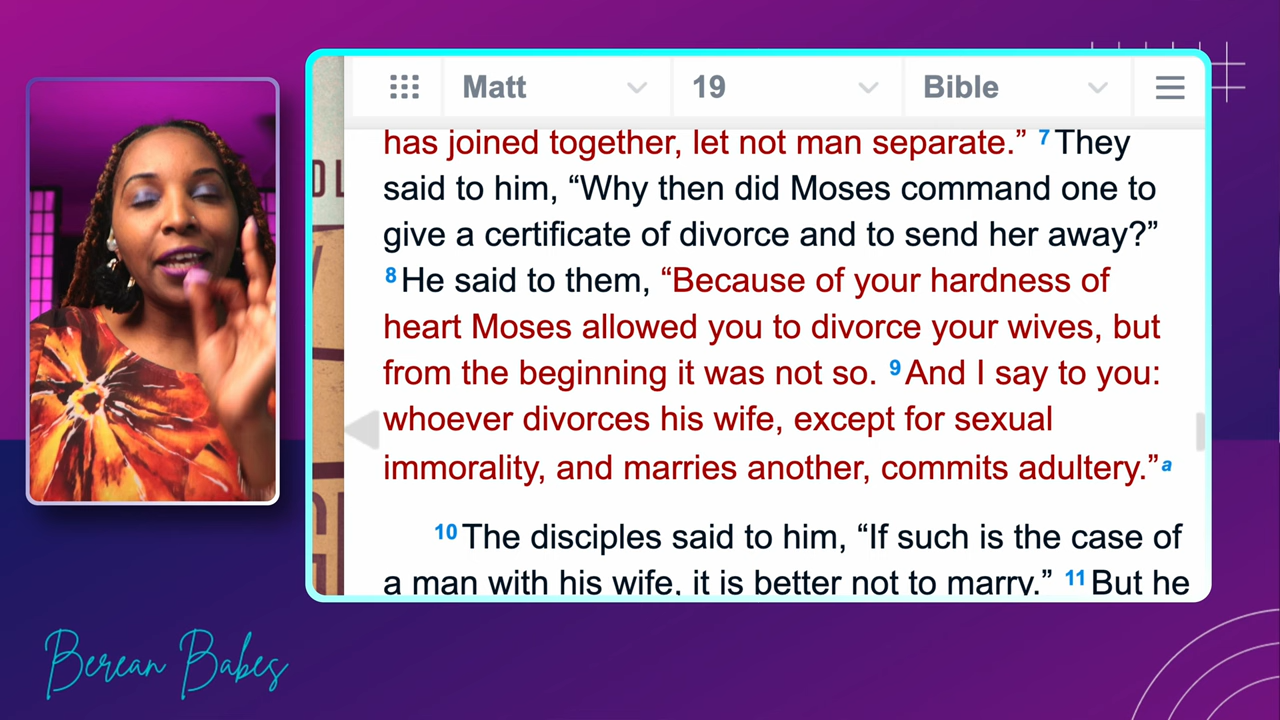 Matt 19 Bible
has joined together, let not man separate.” 7 They
said to him, “Why then did Moses command one to
give a certificate of divorce and to send her away?”
8 He said to them, “Because of your hardness of
heart Moses allowed you to divorce your wives, but
from the beginning it was not so. 9 And I say to you:
whoever divorces his wife, except for sexual
immorality, and marries another, commits adultery.” a
10 The disciples said to him, “If such is the case of
a man with his wife, it is better not to marry.” 11 But he
Berean Babes